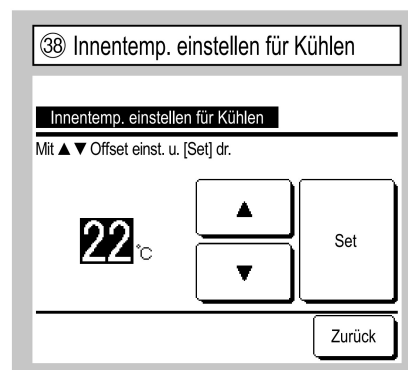 ㊳ Innentemp. einstellen für Kühlen
Innentemp. einstellen für Kühlen
Mit ▲ ▼ Offset einst. u. [Set] dr.
▲
22 °C
Set
▼
Zurück